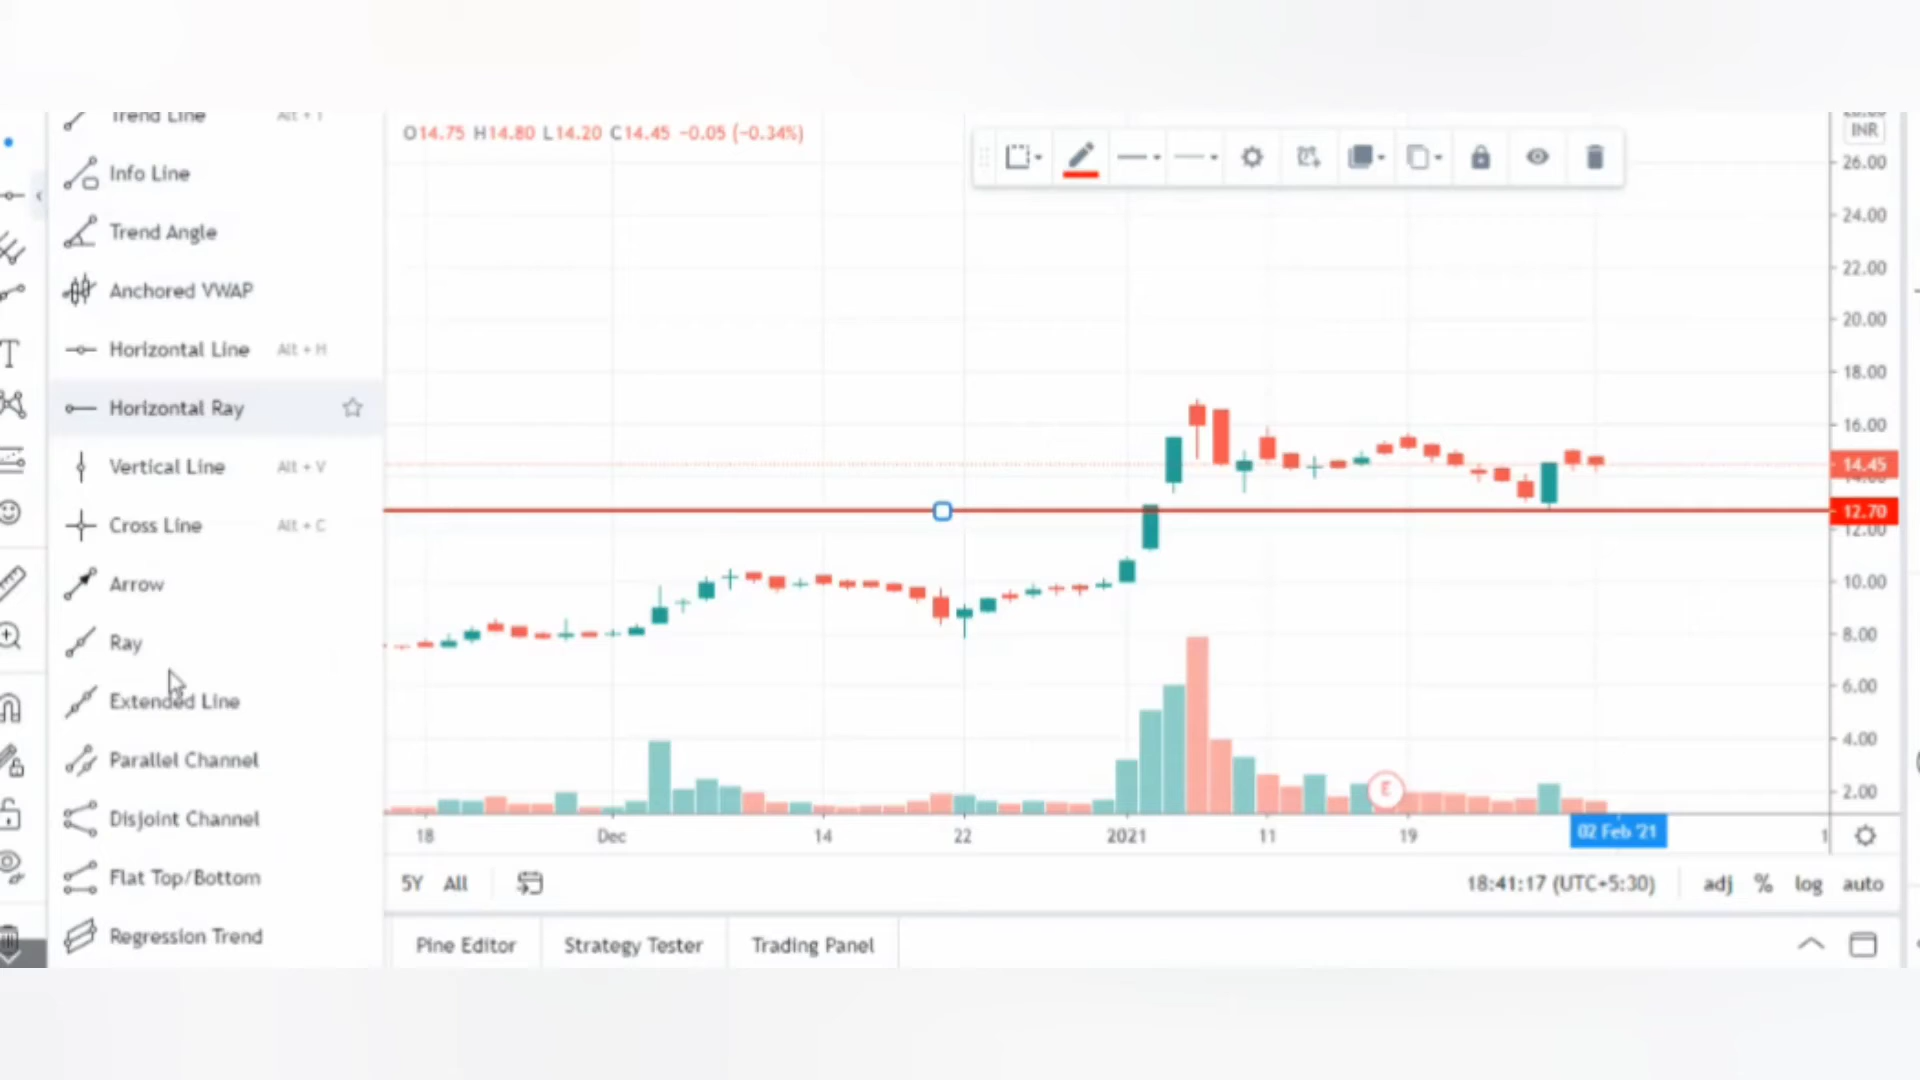 Trend Line Alt + T
Info Line
Trend Angle
Anchored VWAP
Horizontal Line Alt + H
Horizontal Ray
Vertical Line Alt + V
Cross Line Alt + C
Arrow
Ray
Extended Line
Parallel Channel
Disjoint Channel
Flat Top/Bottom
Regression Trend
O14.75 H14.80 L14.20 C14.45 −0.05 (−0.34%)
INR
26.00
24.00
22.00
20.00
18.00
16.00
14.45
12.70
12.00
10.00
8.00
6.00
4.00
2.00
E
18 Dec 14 22 2021 11 19 02 Feb '21
5Y All
18:41:17 (UTC+5:30) adj % log auto
Pine Editor Strategy Tester Trading Panel